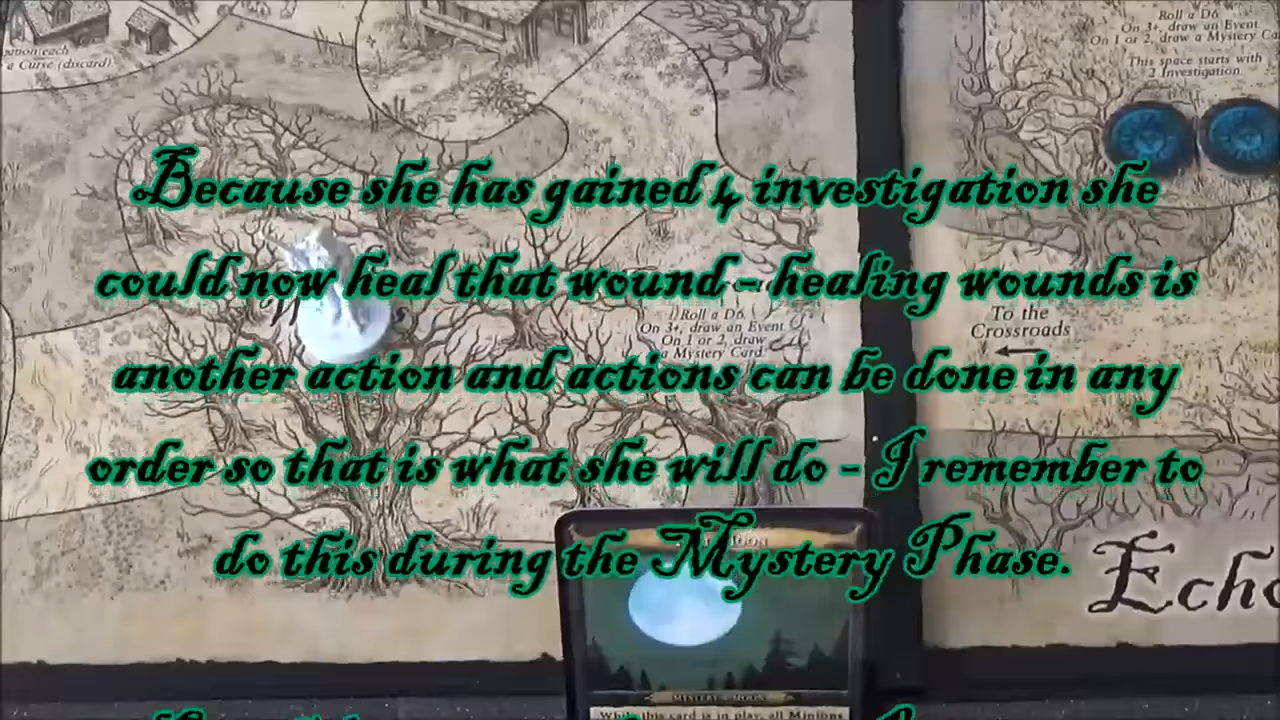 Roll a D6.
On 3+, draw an Event
On 1 or 2, draw a Mystery
This space starts with
2 Investigation.
each
a Curse (discard)
Because she has gained 4 investigation she
could now heal that wound - healing wounds is
another action and actions can be done in any
order so that is what she will do - I remember to
do this during the Mystery Phase.
Roll a D6.
On 3+, draw an Event
On 1 or 2, draw
a Mystery Card.
To the
Crossroads
MYSTERY - MOON
While this card is in play, all Minions